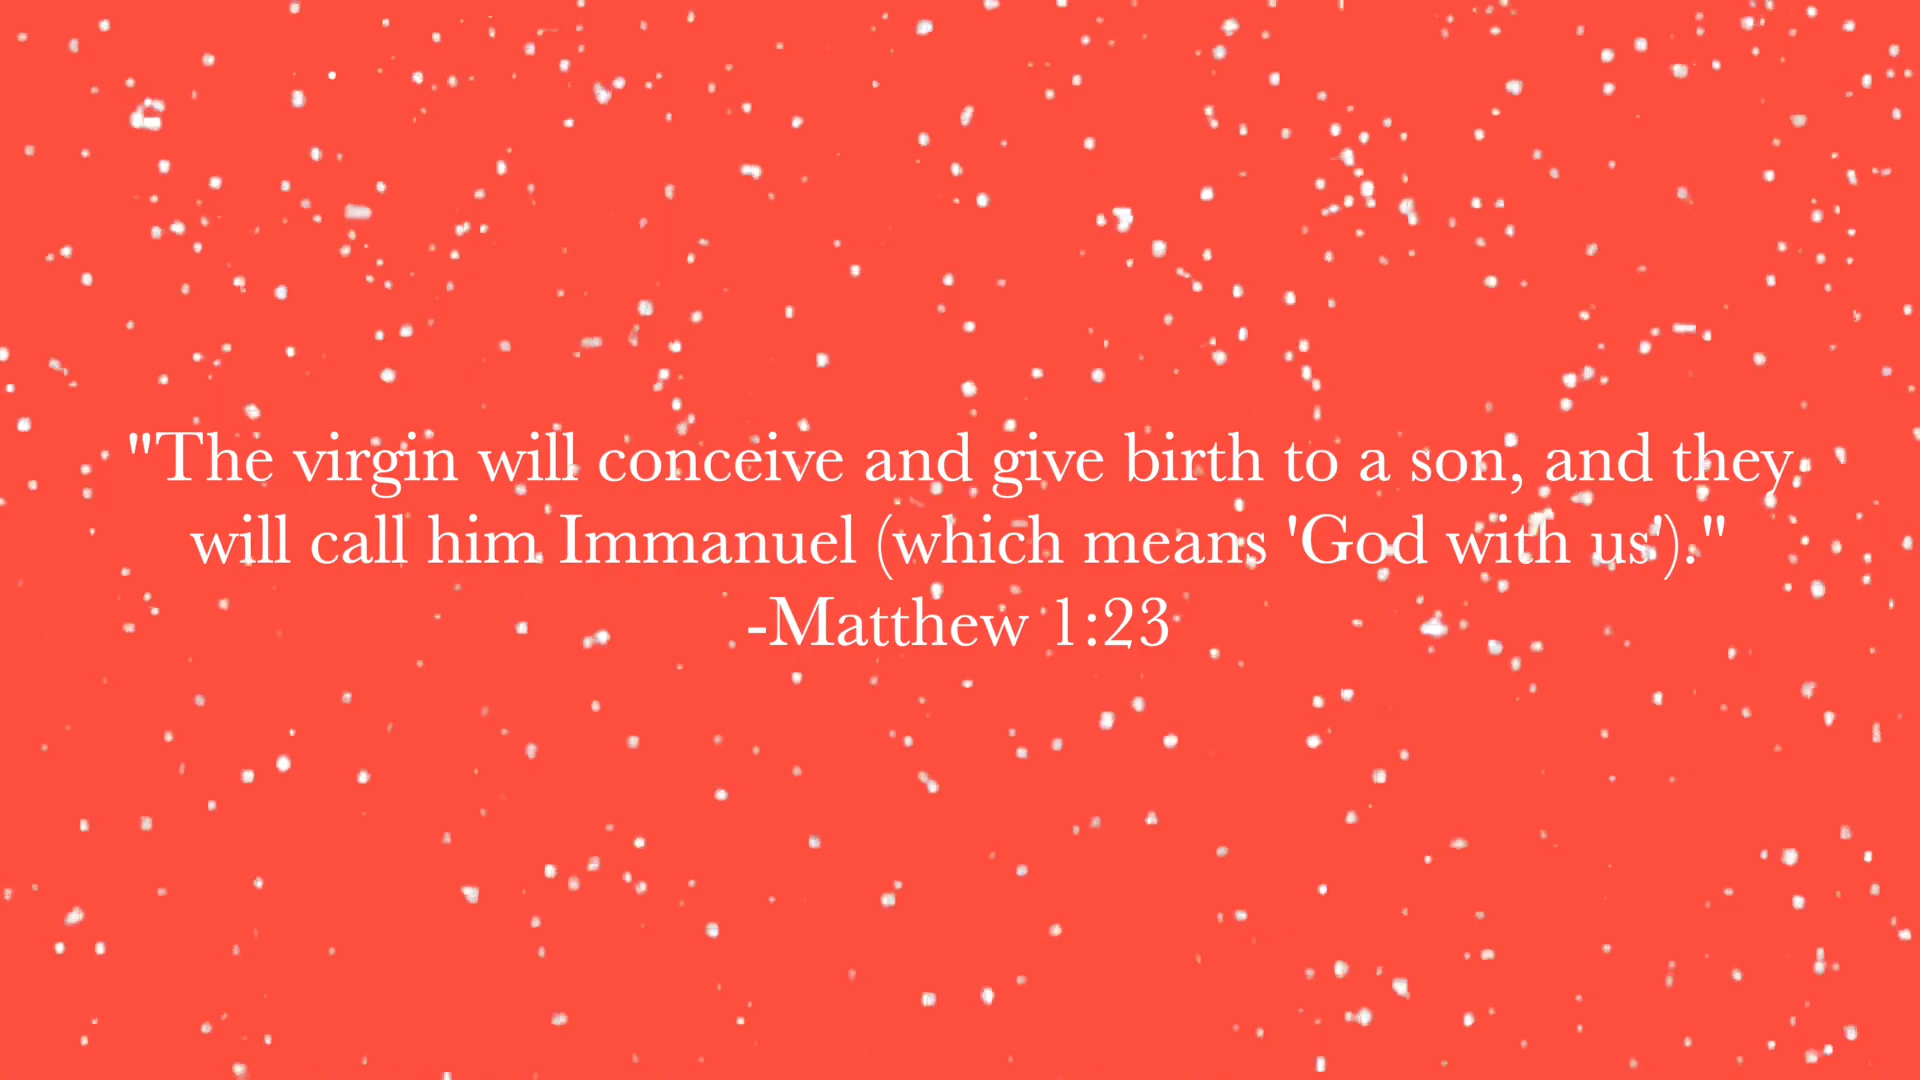 "The virgin will conceive and give birth to a son, and they
will call him Immanuel (which means 'God with us')."
-Matthew 1:23